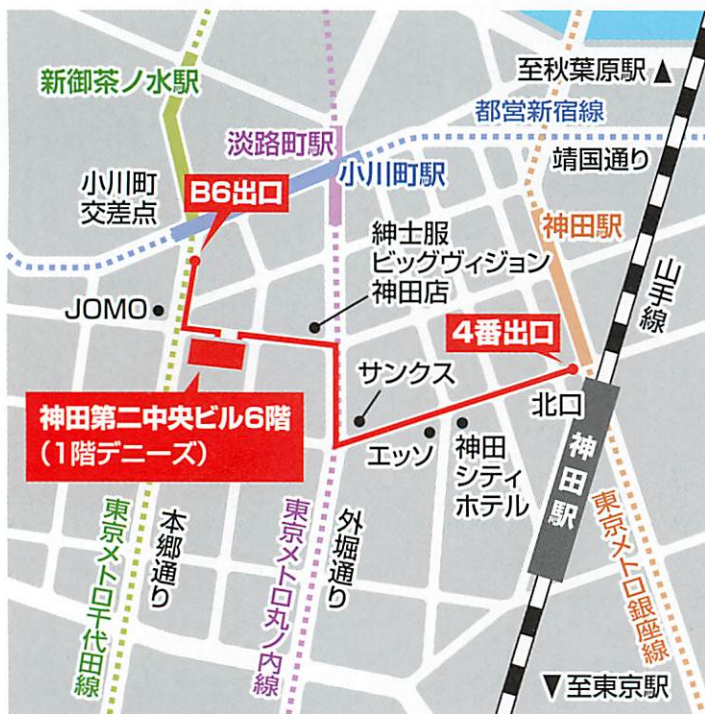 至秋葉原駅▲
新御茶ノ水駅
都営新宿線
淡路町駅
靖国通り
小川町駅
小川町
交差点
B6出口
神田駅
紳士服
ビッグヴィジョン
神田店
山手線
JOMO
4番出口
サンクス
北口
神田第二中央ビル6階
(1階デニーズ)
エッソ
神田
シティ
ホテル
神田駅
東京メトロ千代田線
本郷通り
東京メトロ丸ノ内線
外堀通り
東京メトロ銀座線
▼至東京駅